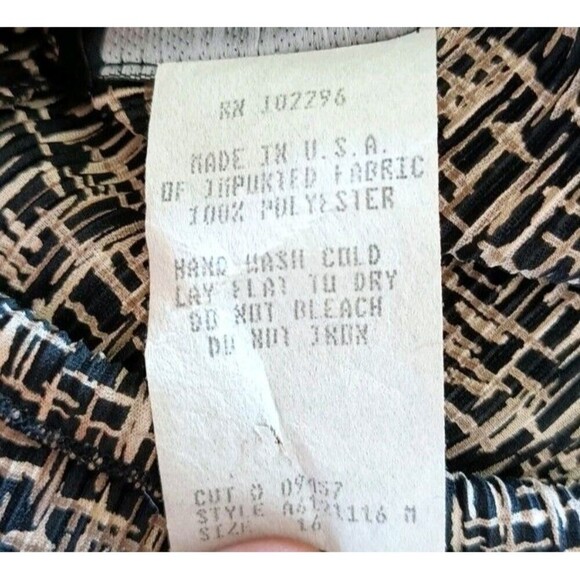 RN 102296
MADE IN U.S.A.
OF IMPORTED FABRIC
100% POLYESTER
HAND WASH COLD
LAY FLAT TO DRY
DO NOT BLEACH
DO NOT IRON
CUT #
STYLE
SIZE 16